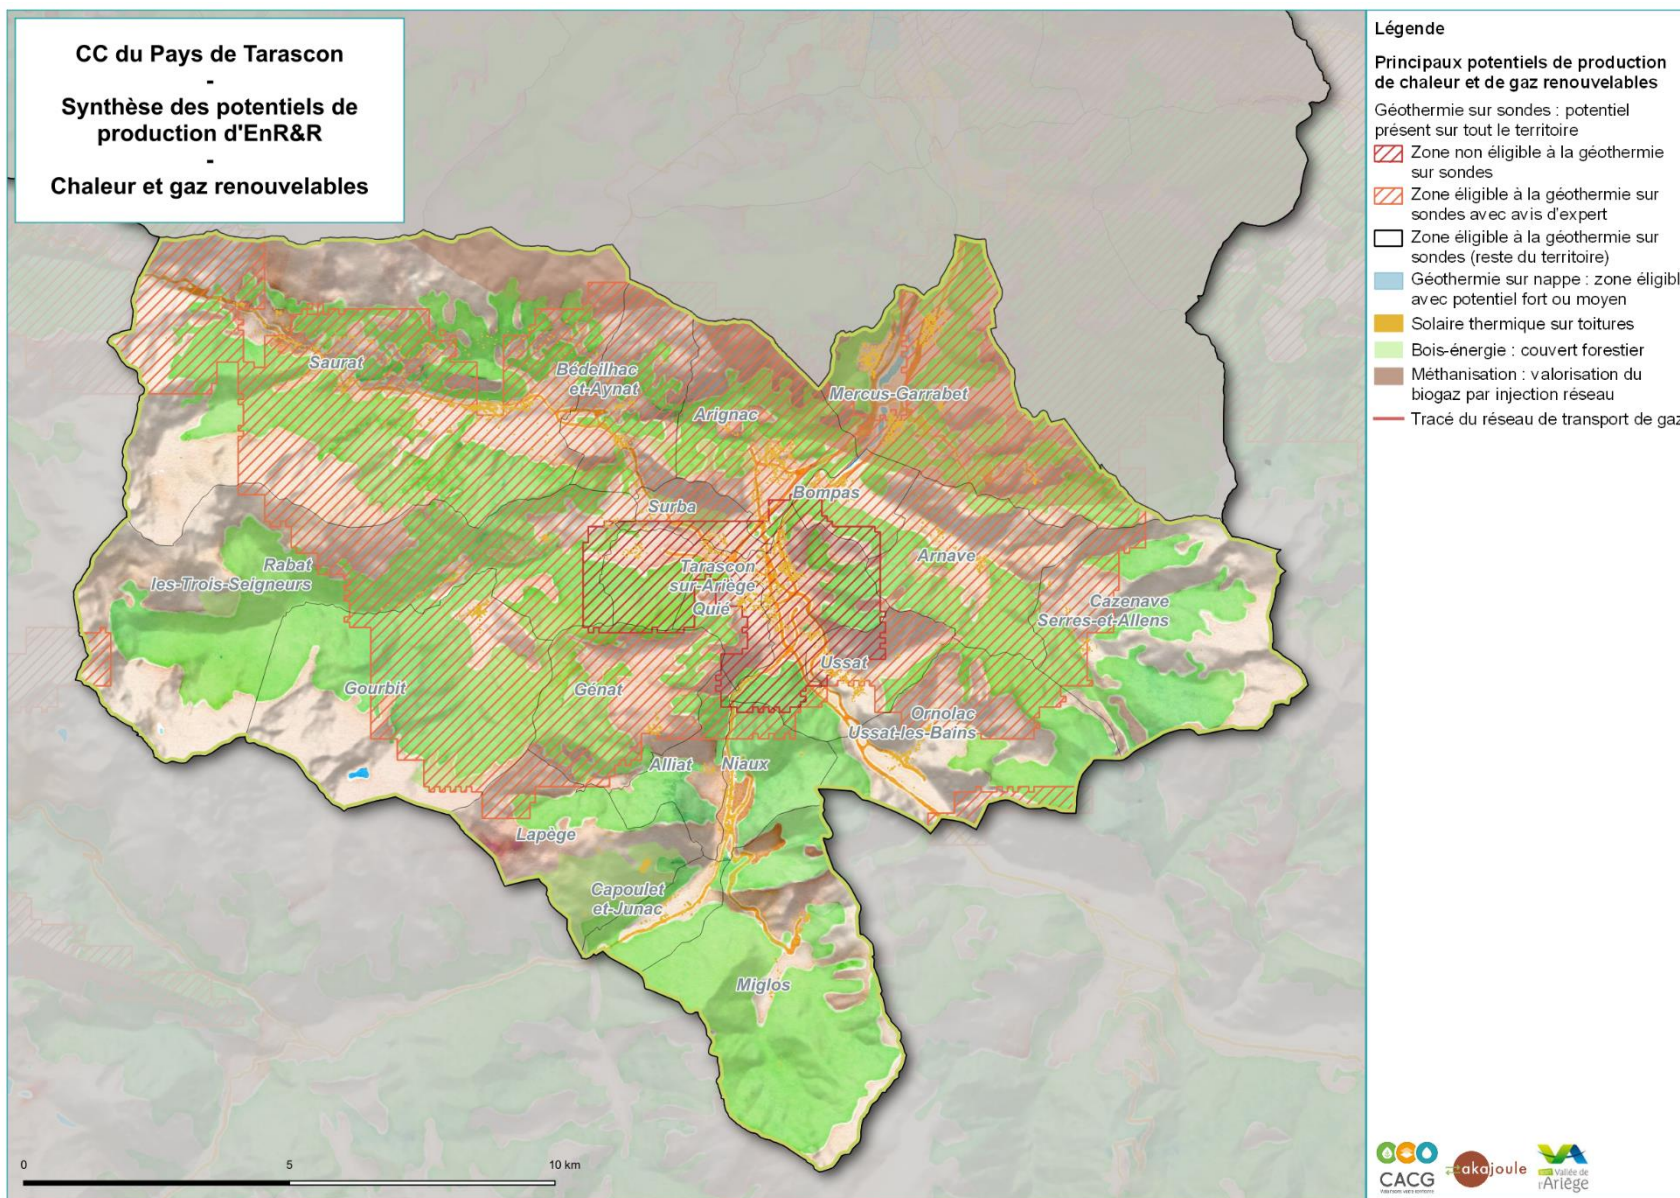 CC du Pays de Tarascon
-
Synthèse des potentiels de
production d'EnR&R
-
Chaleur et gaz renouvelables
Légende
Principaux potentiels de production
de chaleur et de gaz renouvelables
Géothermie sur sondes : potentiel
présent sur tout le territoire
Zone non éligible à la géothermie
sur sondes
Zone éligible à la géothermie sur
sondes avec avis d'expert
Zone éligible à la géothermie sur
sondes (reste du territoire)
Géothermie sur nappe : zone éligibl
avec potentiel fort ou moyen
Solaire thermique sur toitures
Bois-énergie : couvert forestier
Méthanisation : valorisation du
biogaz par injection réseau
Tracé du réseau de transport de gaz
Saurat
Bédeilhac
et-Aynat
Arignac
Mercus-Garrabet
Surba
Bompas
Rabat
les-Trois-Seigneurs
Tarascon
sur-Ariège
Quié
Arnave
Cazenave
Serres-et-Allens
Ussat
Gourbit
Génat
Ornolac
Ussat-les-Bains
Alliat
Niaux
Lapège
Capoulet
et-Junac
Miglos
0 5 10 km
CACG
akajoule
Vallée de
l'Ariège